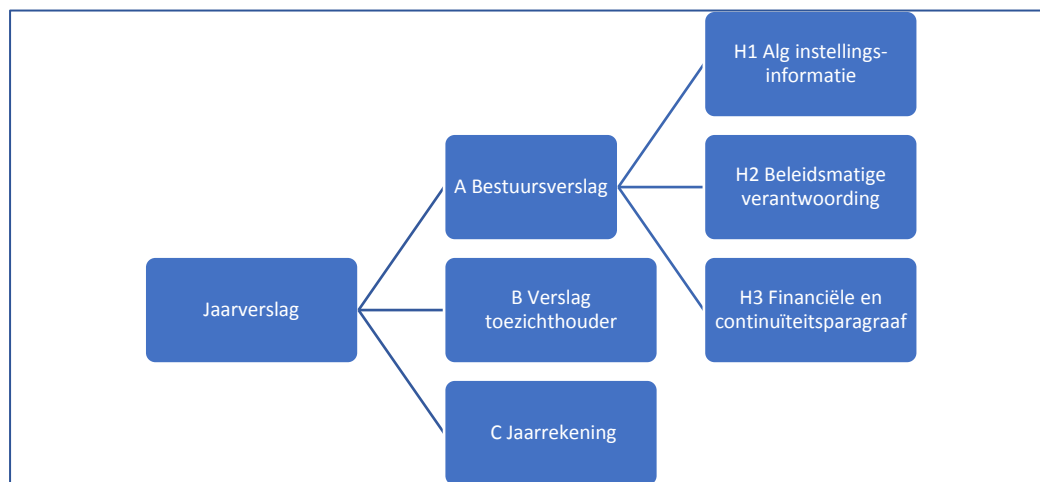 H1 Alg instellings-
informatie
A Bestuursverslag
H2 Beleidsmatige
verantwoording
Jaarverslag
B Verslag
toezichthouder
H3 Financiële en
continuïteitsparagraaf
C Jaarrekening